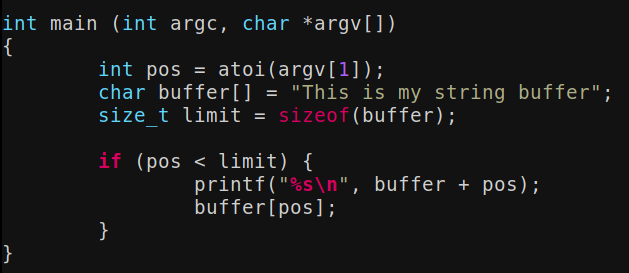 int main (int argc, char *argv[])
{
        int pos = atoi(argv[1]);
        char buffer[] = "This is my string buffer";
        size_t limit = sizeof(buffer);

        if (pos < limit) {
                printf("%s\n", buffer + pos);
                buffer[pos];
        }
}